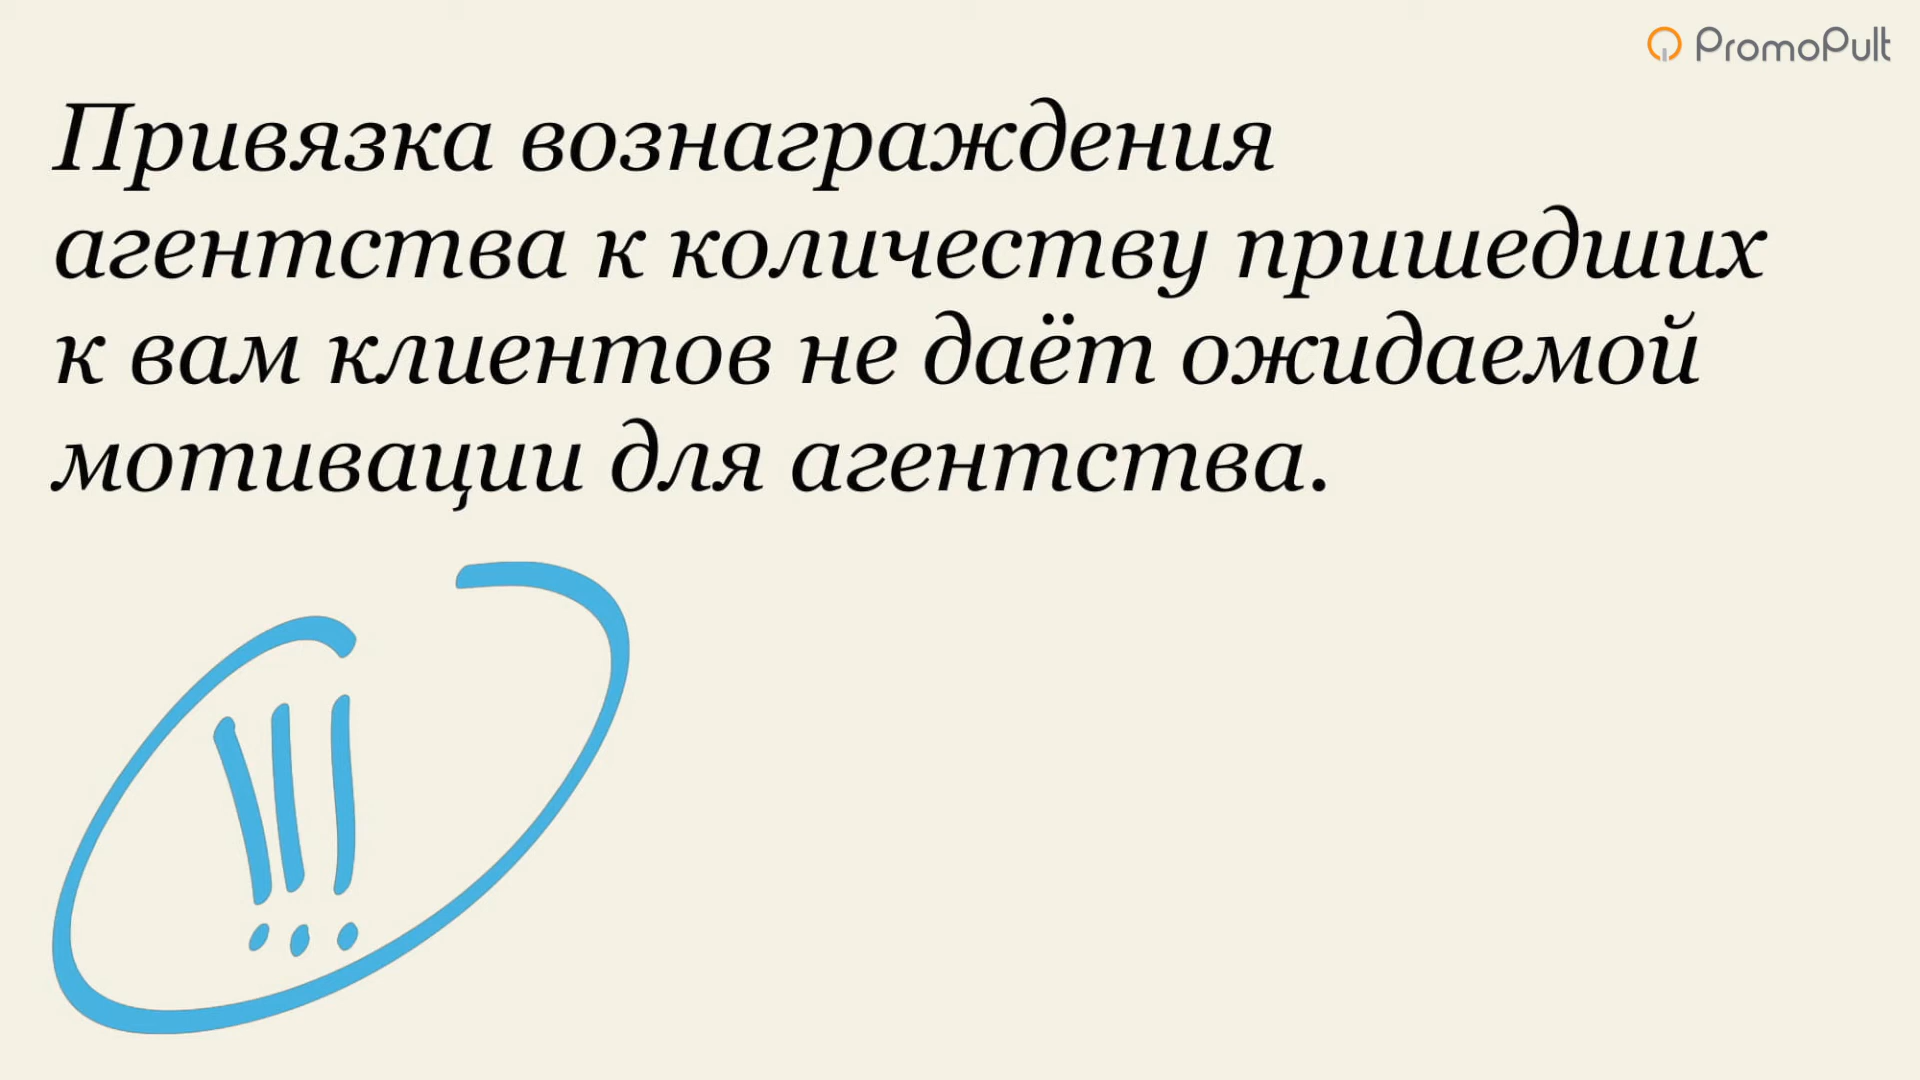 PromoPult
Привязка вознаграждения
агентства к количеству пришедших
к вам клиентов не даёт ожидаемой
мотивации для агентства.
!!!